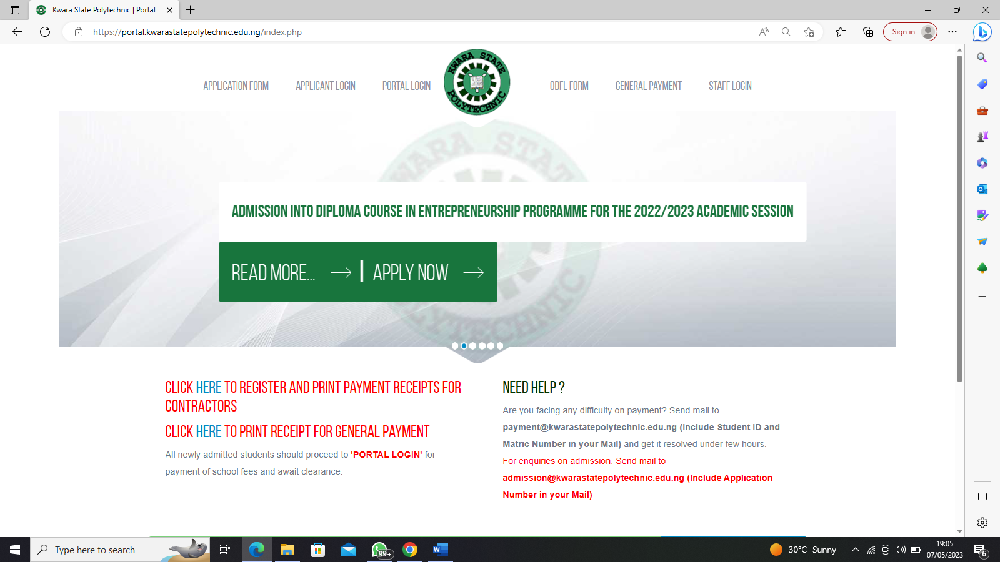 Kwara State Polytechnic | Portal
https://portal.kwarastatepolytechnic.edu.ng/index.php
Sign in
APPLICATION FORM
APPLICANT LOGIN
PORTAL LOGIN
KWARA STATE
POLYTECHNIC
ODFL FORM
GENERAL PAYMENT
STAFF LOGIN
KWARA STATE
ADMISSION INTO DIPLOMA COURSE IN ENTREPRENEURSHIP PROGRAMME FOR THE 2022/2023 ACADEMIC SESSION
READ MORE...
APPLY NOW
POLYTECHNIC
CLICK HERE TO REGISTER AND PRINT PAYMENT RECEIPTS FOR
CONTRACTORS
CLICK HERE TO PRINT RECEIPT FOR GENERAL PAYMENT
All newly admitted students should proceed to 'PORTAL LOGIN' for
payment of school fees and await clearance.
NEED HELP ?
Are you facing any difficulty on payment? Send mail to
payment@kwarastatepolytechnic.edu.ng (Include Student ID and
Matric Number in your Mail) and get it resolved under few hours.
For enquiries on admission, Send mail to
admission@kwarastatepolytechnic.edu.ng (Include Application
Number in your Mail)
Type here to search
99+
30°C Sunny
19:05
07/05/2023
6